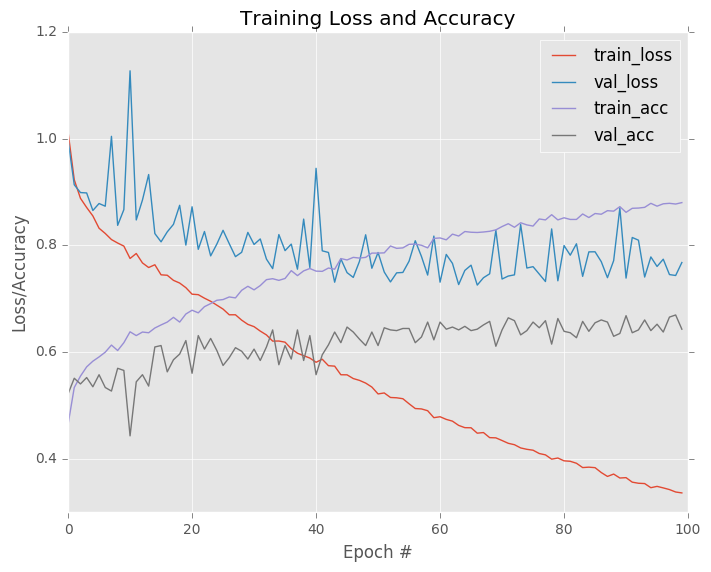 Training Loss and Accuracy
1.2
1.0
0.8
0.6
0.4
Loss/Accuracy
train_loss
val_loss
train_acc
val_acc
0 20 40 60 80 100
Epoch #